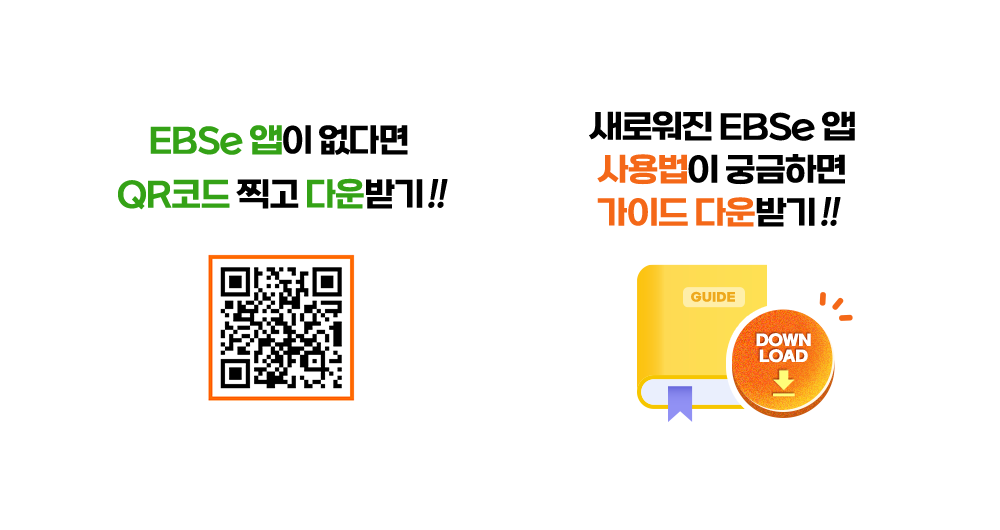 EBSe 앱이 없다면
QR코드 찍고 다운받기!!
새로워진 EBSe 앱
사용법이 궁금하면
가이드 다운받기!!
GUIDE
DOWN
LOAD